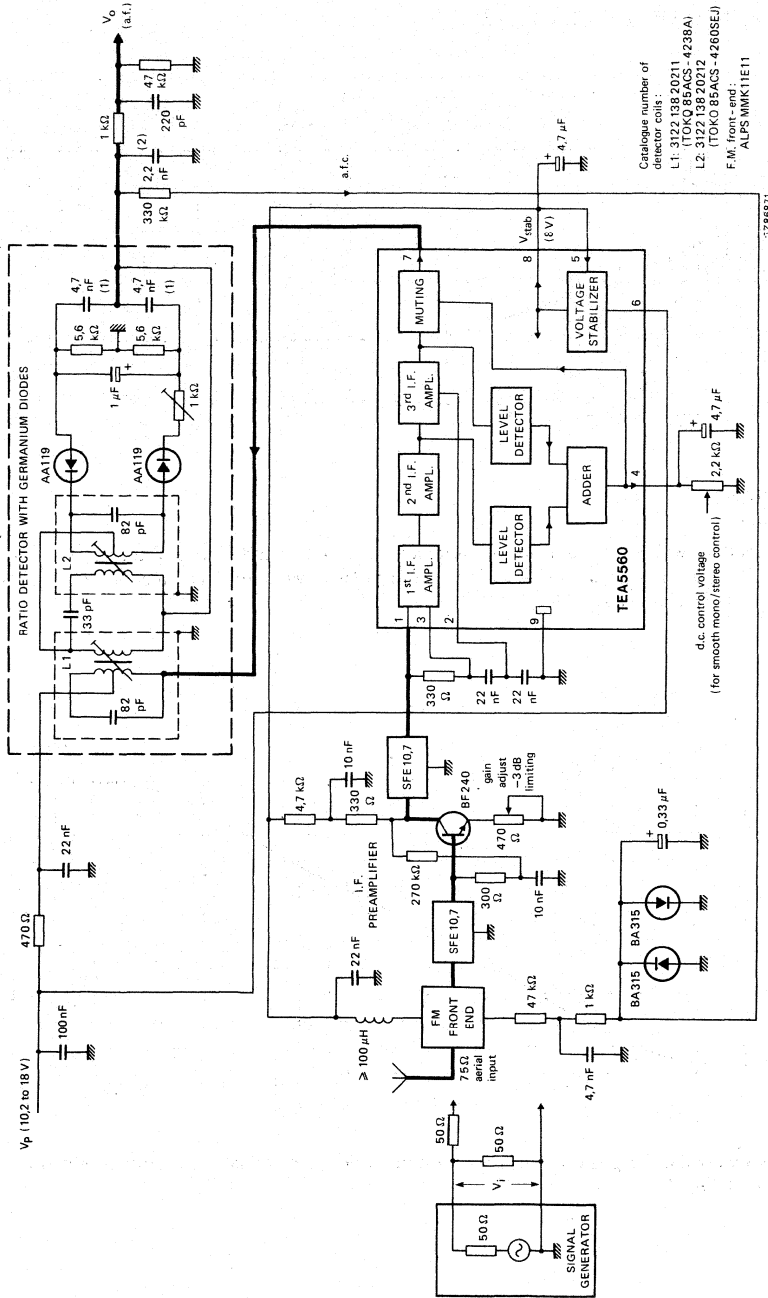 Vp (10,2 to 18 V)
100 nF
470 Ω
22 nF
RATIO DETECTOR WITH GERMANIUM DIODES
82
pF
L1
33 pF
L2
82
pF
AA119
AA119
1 µF
+
1 kΩ
5,6
kΩ
5,6
kΩ
4,7
nF
(1)
4,7
nF
(1)
330
kΩ
2,2
nF
(2)
1 kΩ
220
pF
47
kΩ
Vo
(a.f.)
a.f.c.
SIGNAL
GENERATOR
50 Ω
Vi
50 Ω
50 Ω
75 Ω
aerial
input
≥ 100 µH
22 nF
FM
FRONT
END
SFE 10,7
I.F.
PREAMPLIFIER
270 kΩ
300
Ω
10 nF
4,7 kΩ
10 nF
330
Ω
BF240
470
Ω
gain
adjust
−3 dB
limiting
SFE 10,7
330
Ω
22
nF
22
nF
1
3
2
9
1st I.F.
AMPL.
2nd I.F.
AMPL.
3rd I.F.
AMPL.
MUTING
7
LEVEL
DETECTOR
LEVEL
DETECTOR
ADDER
TEA5560
4
VOLTAGE
STABILIZER
8
5
6
Vstab
(8 V)
+
4,7 µF
+
4,7 µF
2,2 kΩ
d.c. control voltage
(for smooth mono/stereo control)
47 kΩ
1 kΩ
4,7 nF
BA315
BA315
+
0,33 µF
Catalogue number of
detector coils:
L1: 3122 138 20211
(TOKO 85ACS - 4238A)
L2: 3122 138 20212
(TOKO 85ACS - 4260SEJ)
F.M. front-end:
ALPS MMK11E11